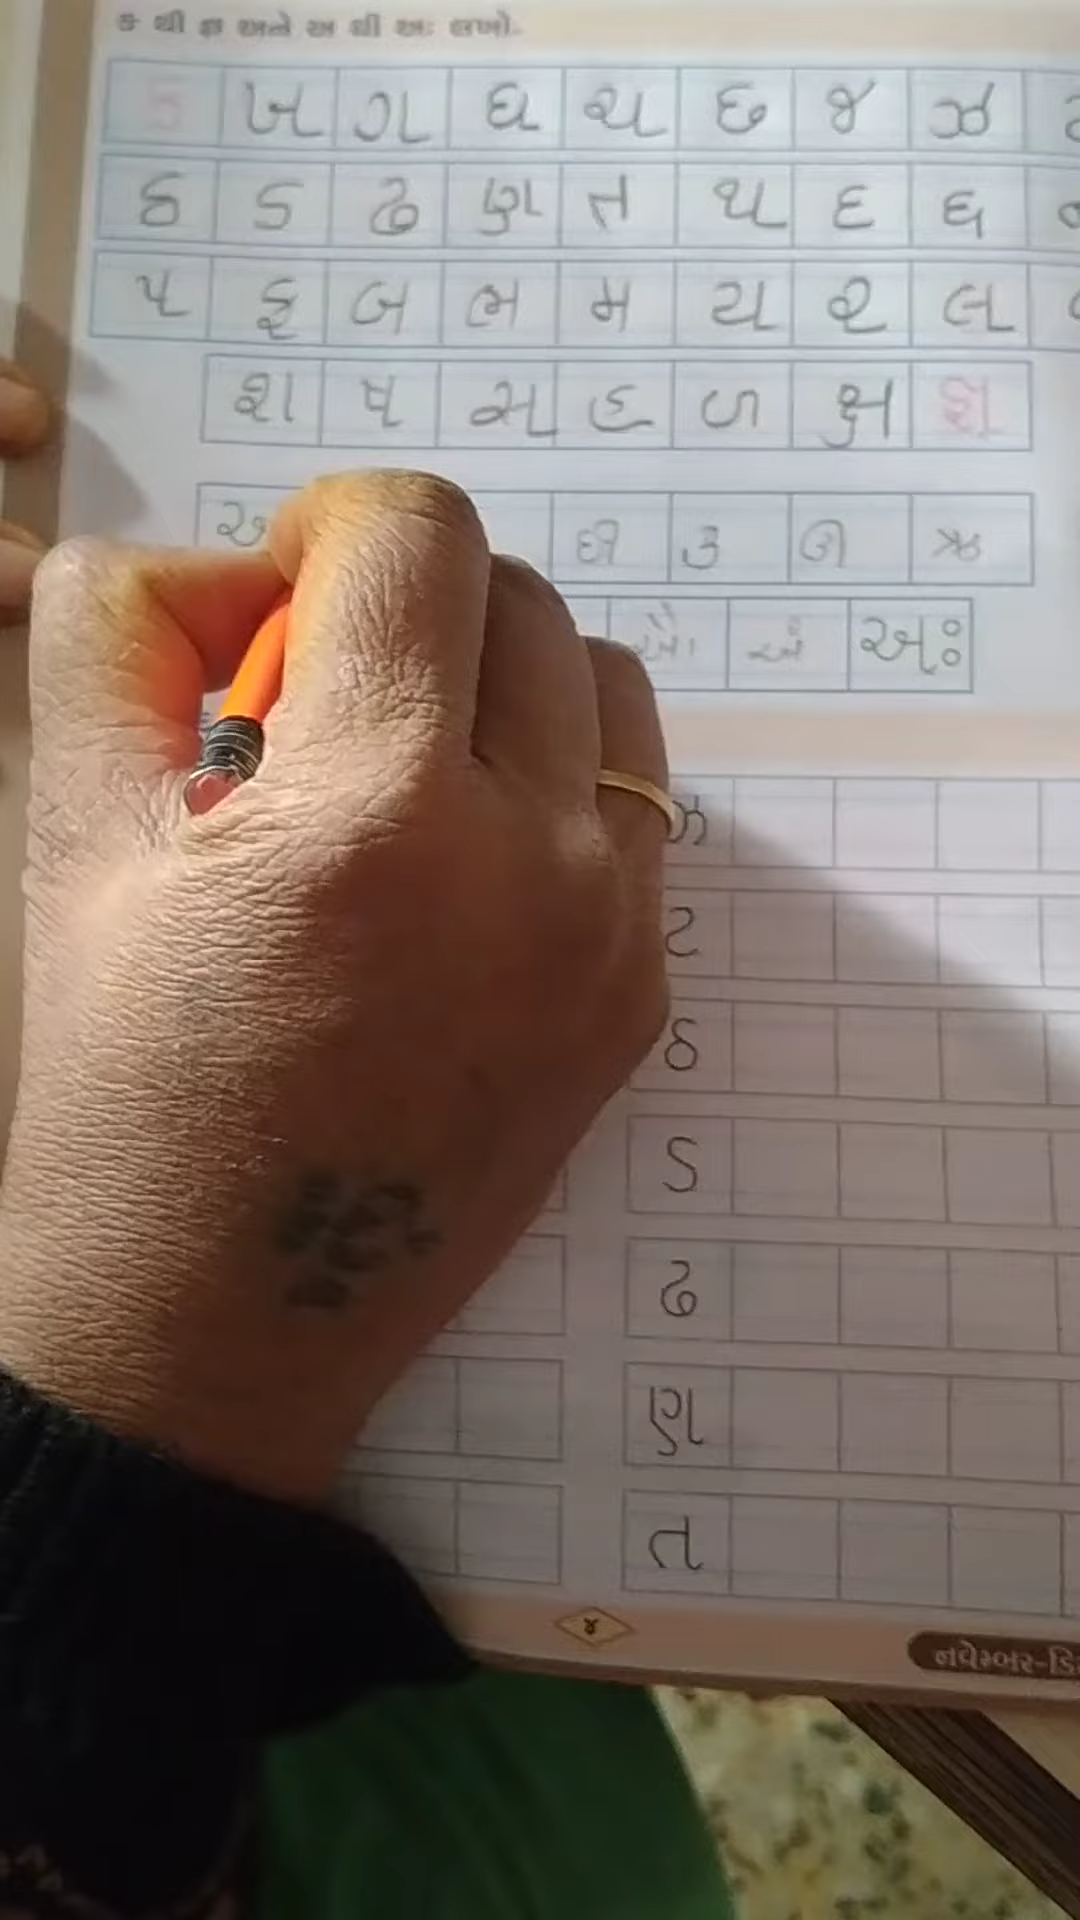 ક થી જ્ઞ અને અ થી અઃ લખો.
ક ખ ગ ઘ ચ છ જ ઝ
ઠ ડ ઢ ણ ત થ દ ધ
પ ફ બ ભ મ ય ર લ
શ ષ સ હ ળ ક્ષ જ્ઞ
ઈ ઉ ઊ ઋ
ઔ અં અઃ
ઝ
ટ
ઠ
ડ
ઢ
ણ
ત
૪
નવેમ્બર-ડિ